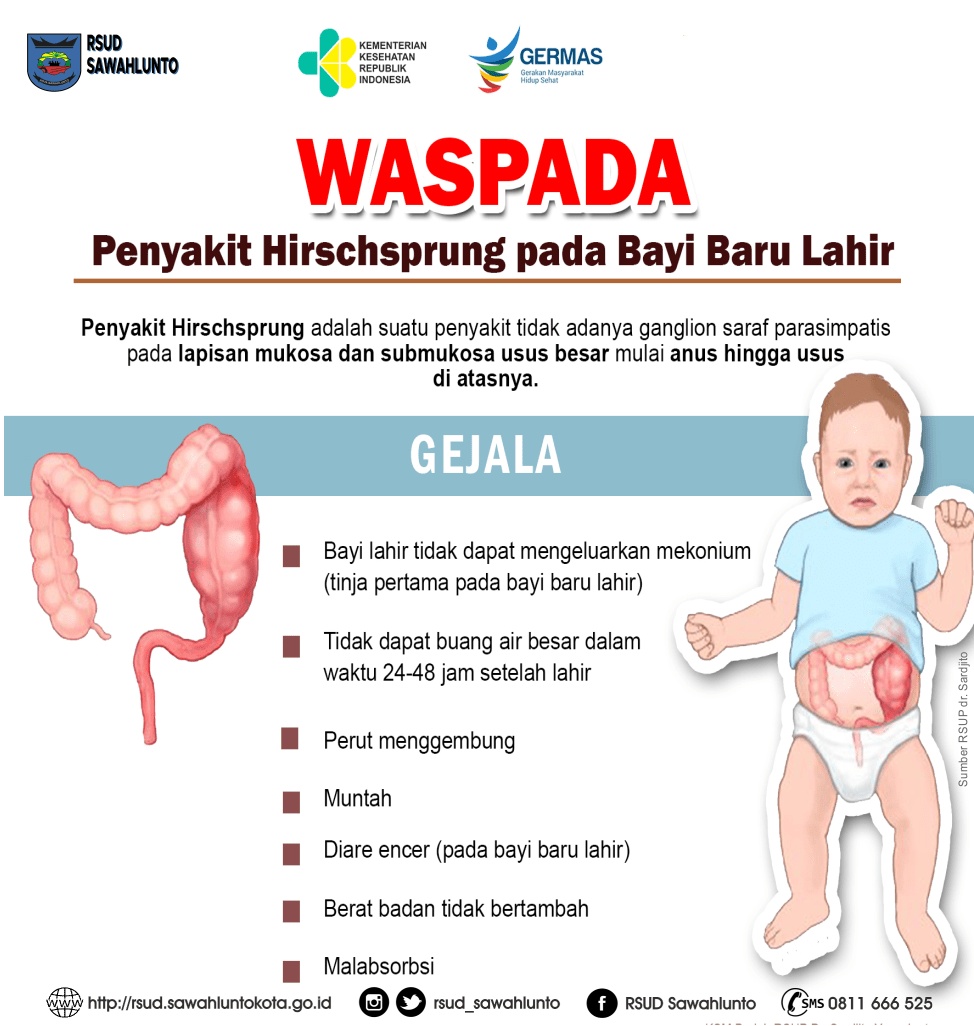 RSUD
SAWAHLUNTO
KEMENTERIAN
KESEHATAN
REPUBLIK
INDONESIA
GERMAS
Gerakan Masyarakat
Hidup Sehat
WASPADA
Penyakit Hirschsprung pada Bayi Baru Lahir
Penyakit Hirschsprung adalah suatu penyakit tidak adanya ganglion saraf parasimpatis
pada lapisan mukosa dan submukosa usus besar mulai anus hingga usus
di atasnya.
GEJALA
Bayi lahir tidak dapat mengeluarkan mekonium
(tinja pertama pada bayi baru lahir)
Tidak dapat buang air besar dalam
waktu 24-48 jam setelah lahir
Perut menggembung
Muntah
Diare encer (pada bayi baru lahir)
Berat badan tidak bertambah
Malabsorbsi
Sumber RSUP dr. Sardjito
http://rsud.sawahluntokota.go.id
rsud_sawahlunto
RSUD Sawahlunto
SMS 0811 666 525